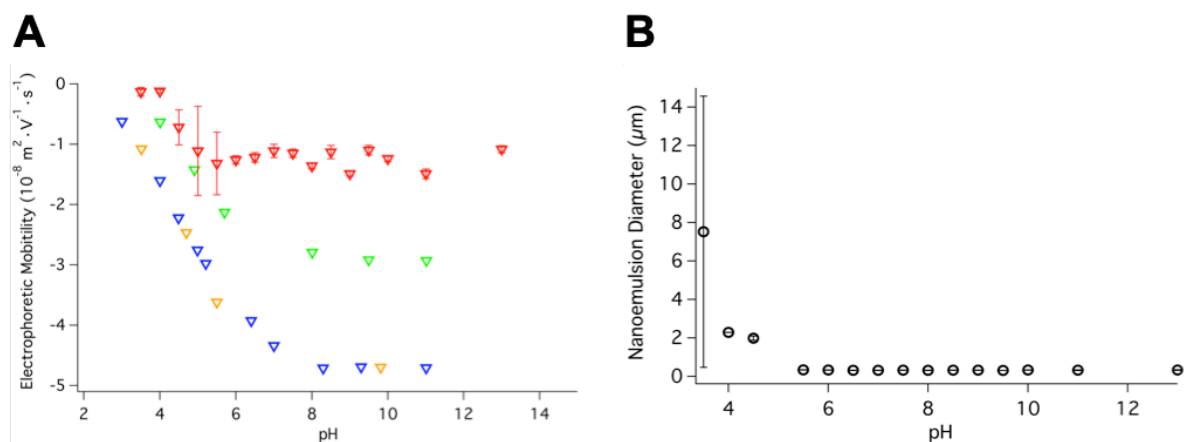 A
B
Electrophoretic Mobitility (10⁻⁸ m² · V⁻¹ · s⁻¹)
0
-1
-2
-3
-4
-5
2 4 6 8 10 12 14
pH
Nanoemulsion Diameter (μm)
14
12
10
8
6
4
2
0
4 6 8 10 12
pH